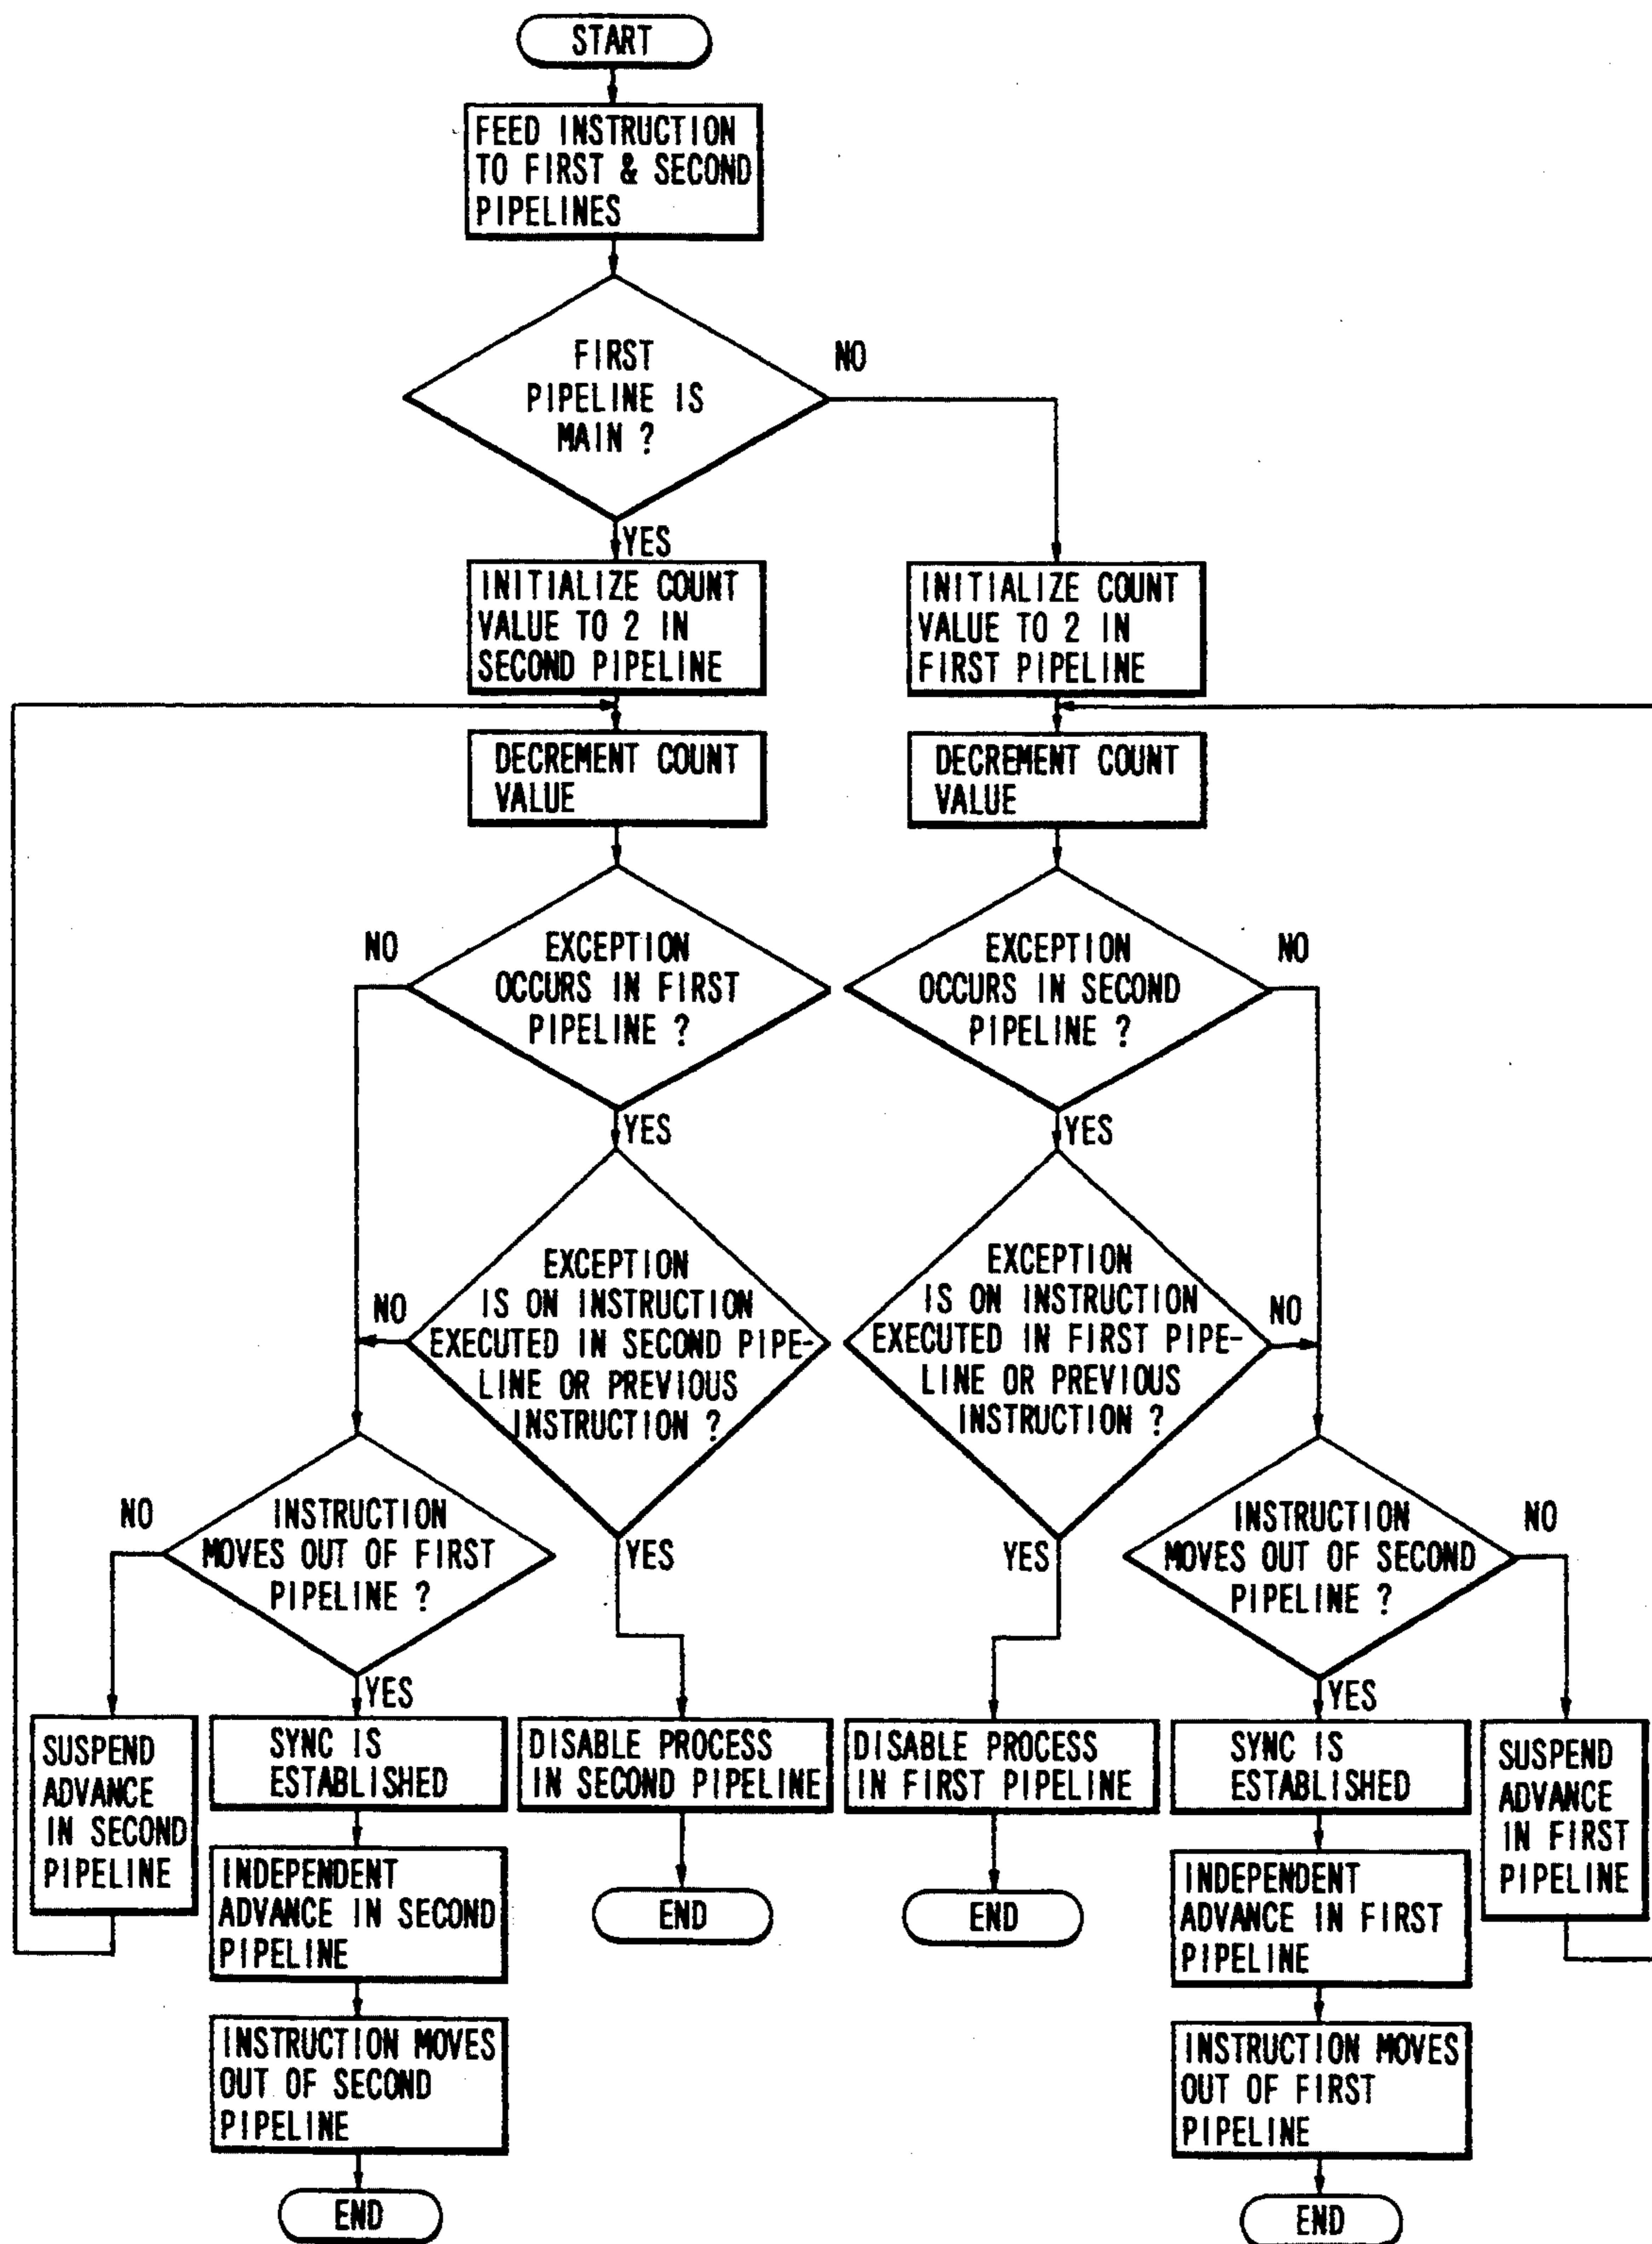 START
FEED INSTRUCTION
TO FIRST & SECOND
PIPELINES
FIRST
PIPELINE IS
MAIN ?
NO
YES
INITIALIZE COUNT
VALUE TO 2 IN
SECOND PIPELINE
INITIALIZE COUNT
VALUE TO 2 IN
FIRST PIPELINE
DECREMENT COUNT
VALUE
DECREMENT COUNT
VALUE
NO
EXCEPTION
OCCURS IN FIRST
PIPELINE ?
EXCEPTION
OCCURS IN SECOND
PIPELINE ?
NO
YES
YES
NO
EXCEPTION
IS ON INSTRUCTION
EXECUTED IN SECOND PIPE-
LINE OR PREVIOUS
INSTRUCTION ?
EXCEPTION
IS ON INSTRUCTION
EXECUTED IN FIRST PIPE-
LINE OR PREVIOUS
INSTRUCTION ?
NO
NO
INSTRUCTION
MOVES OUT OF FIRST
PIPELINE ?
YES
YES
INSTRUCTION
MOVES OUT OF SECOND
PIPELINE ?
NO
YES
YES
SUSPEND
ADVANCE
IN SECOND
PIPELINE
SYNC IS
ESTABLISHED
DISABLE PROCESS
IN SECOND PIPELINE
DISABLE PROCESS
IN FIRST PIPELINE
SYNC IS
ESTABLISHED
SUSPEND
ADVANCE
IN FIRST
PIPELINE
INDEPENDENT
ADVANCE IN SECOND
PIPELINE
END
END
INDEPENDENT
ADVANCE IN FIRST
PIPELINE
INSTRUCTION MOVES
OUT OF SECOND
PIPELINE
INSTRUCTION MOVES
OUT OF FIRST
PIPELINE
END
END